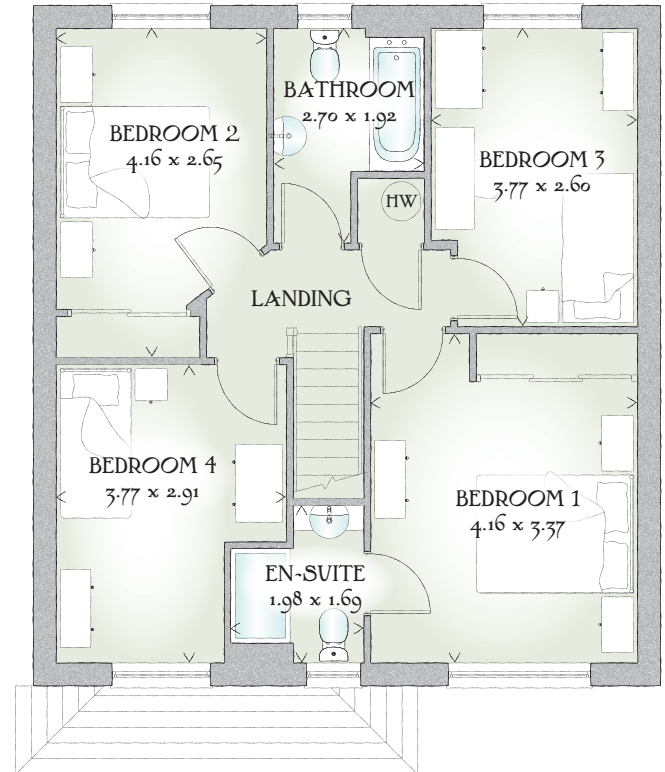 BATHROOM
2.70 x 1.92
BEDROOM 2
4.16 x 2.65
BEDROOM 3
3.77 x 2.60
HW
LANDING
BEDROOM 4
3.77 x 2.91
BEDROOM 1
4.16 x 3.37
EN-SUITE
1.98 x 1.69